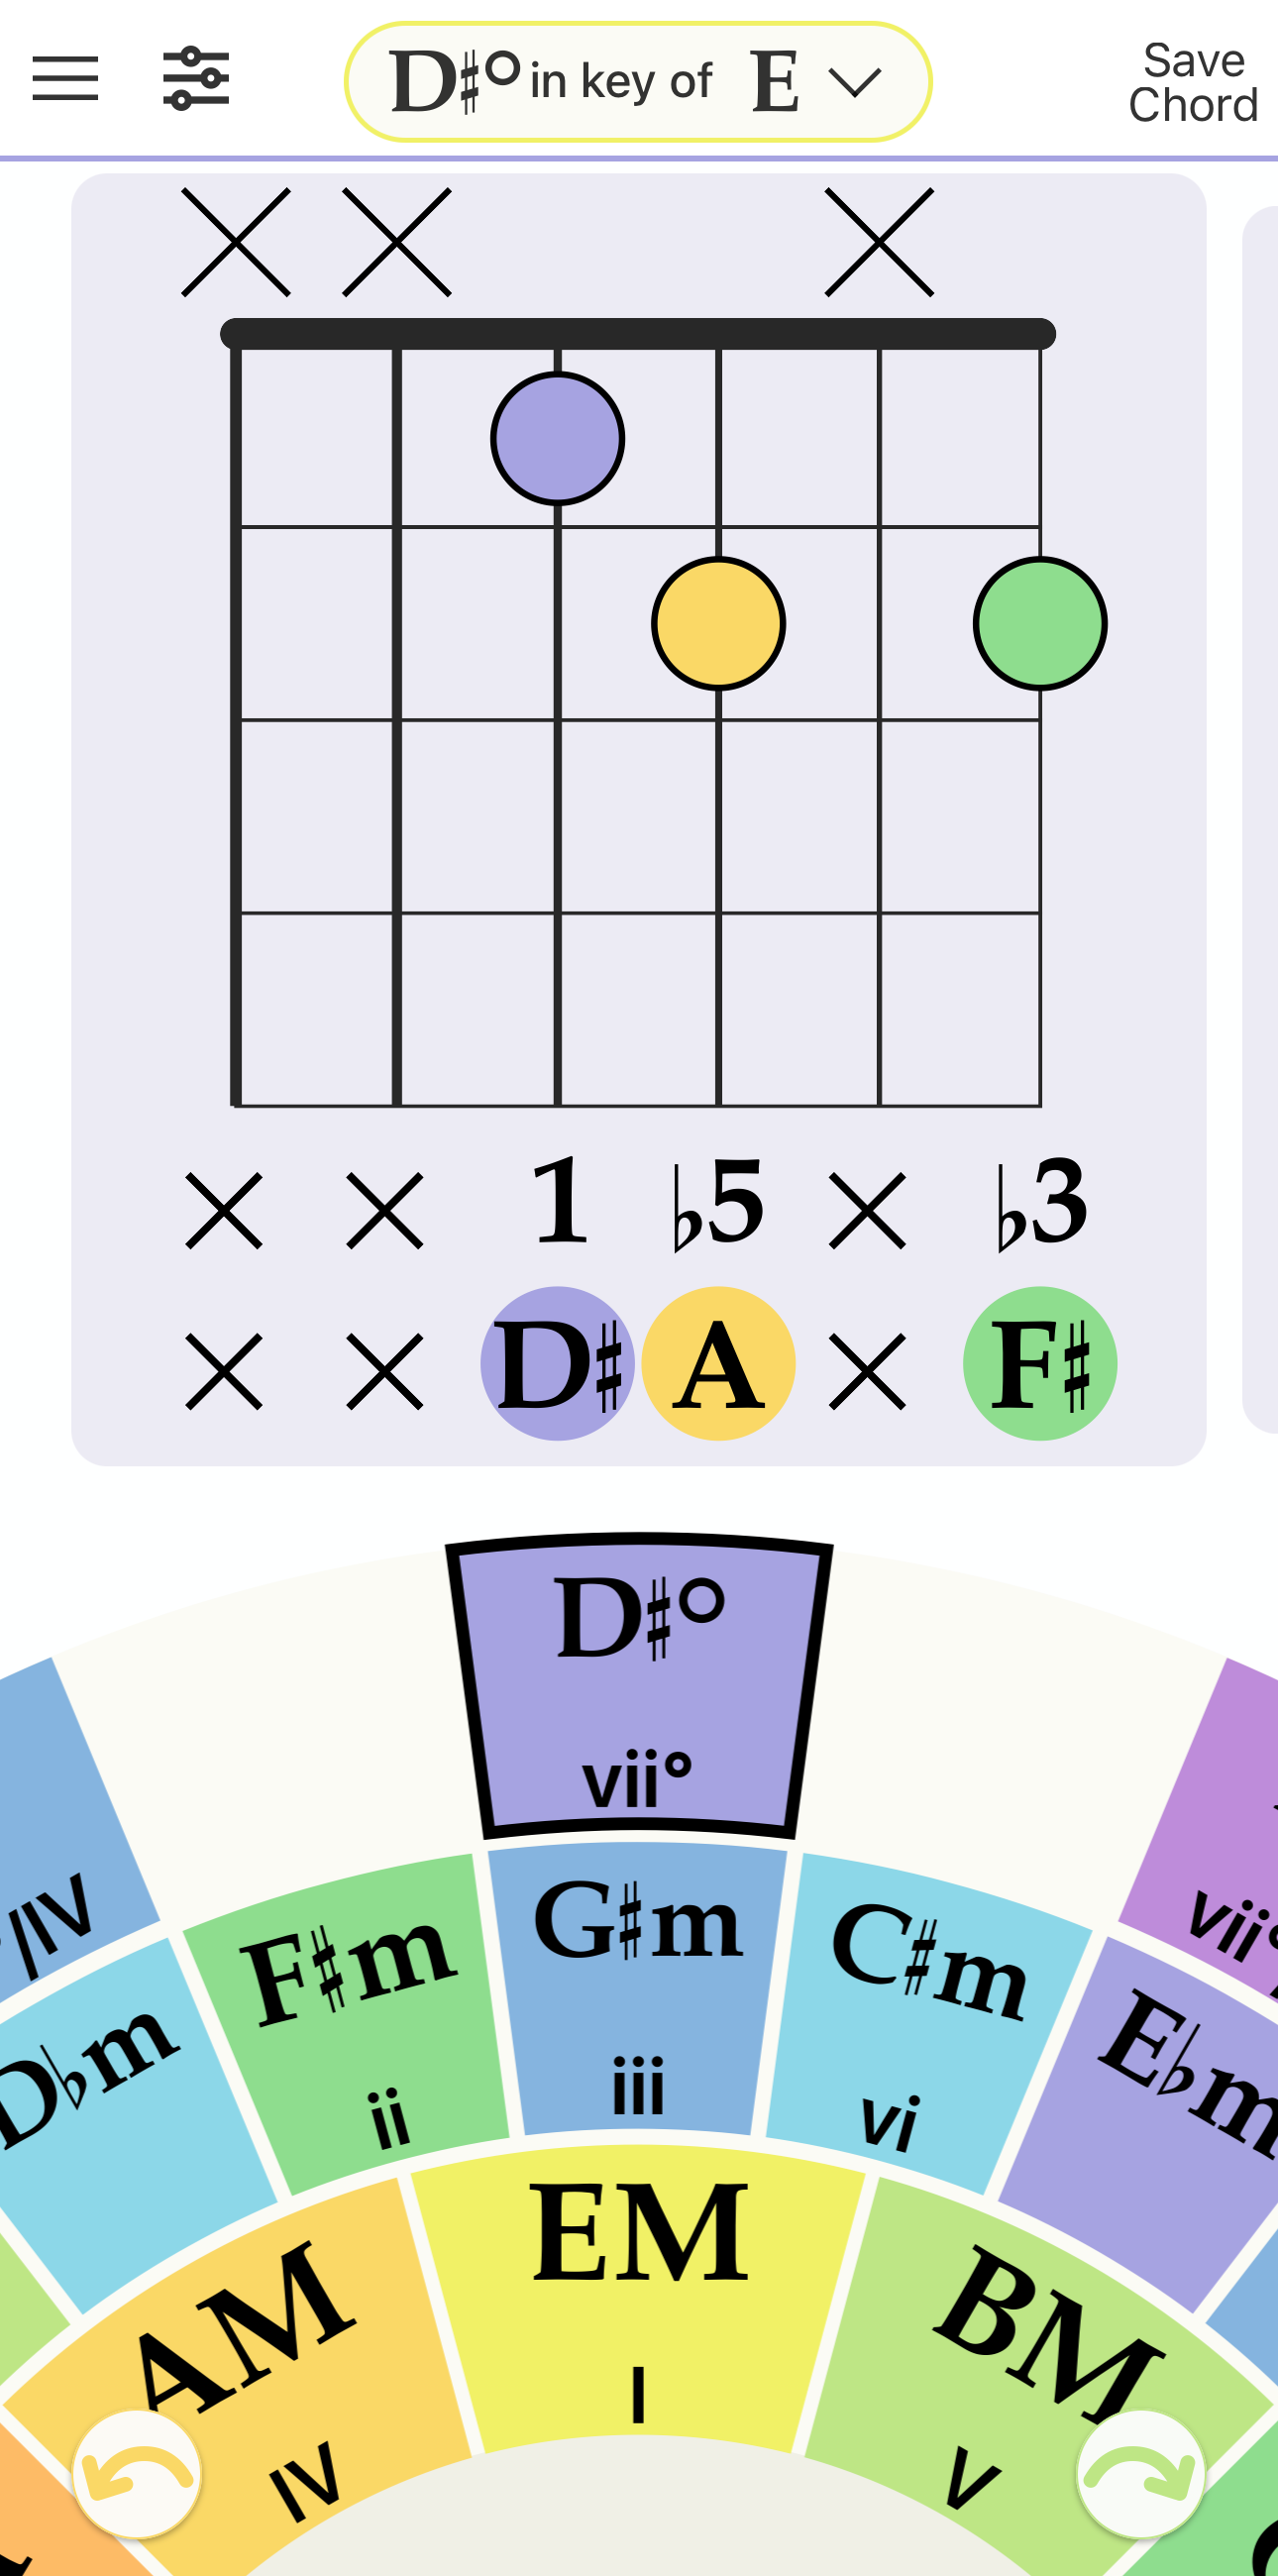 D♯° in key of E
Save
Chord
1 ♭5 ♭3
D♯ A F♯
D♯°
vii°
/IV
vii°
D♭m
F♯m
ii
G♯m
iii
C♯m
vi
E♭m
AM
IV
EM
I
BM
V